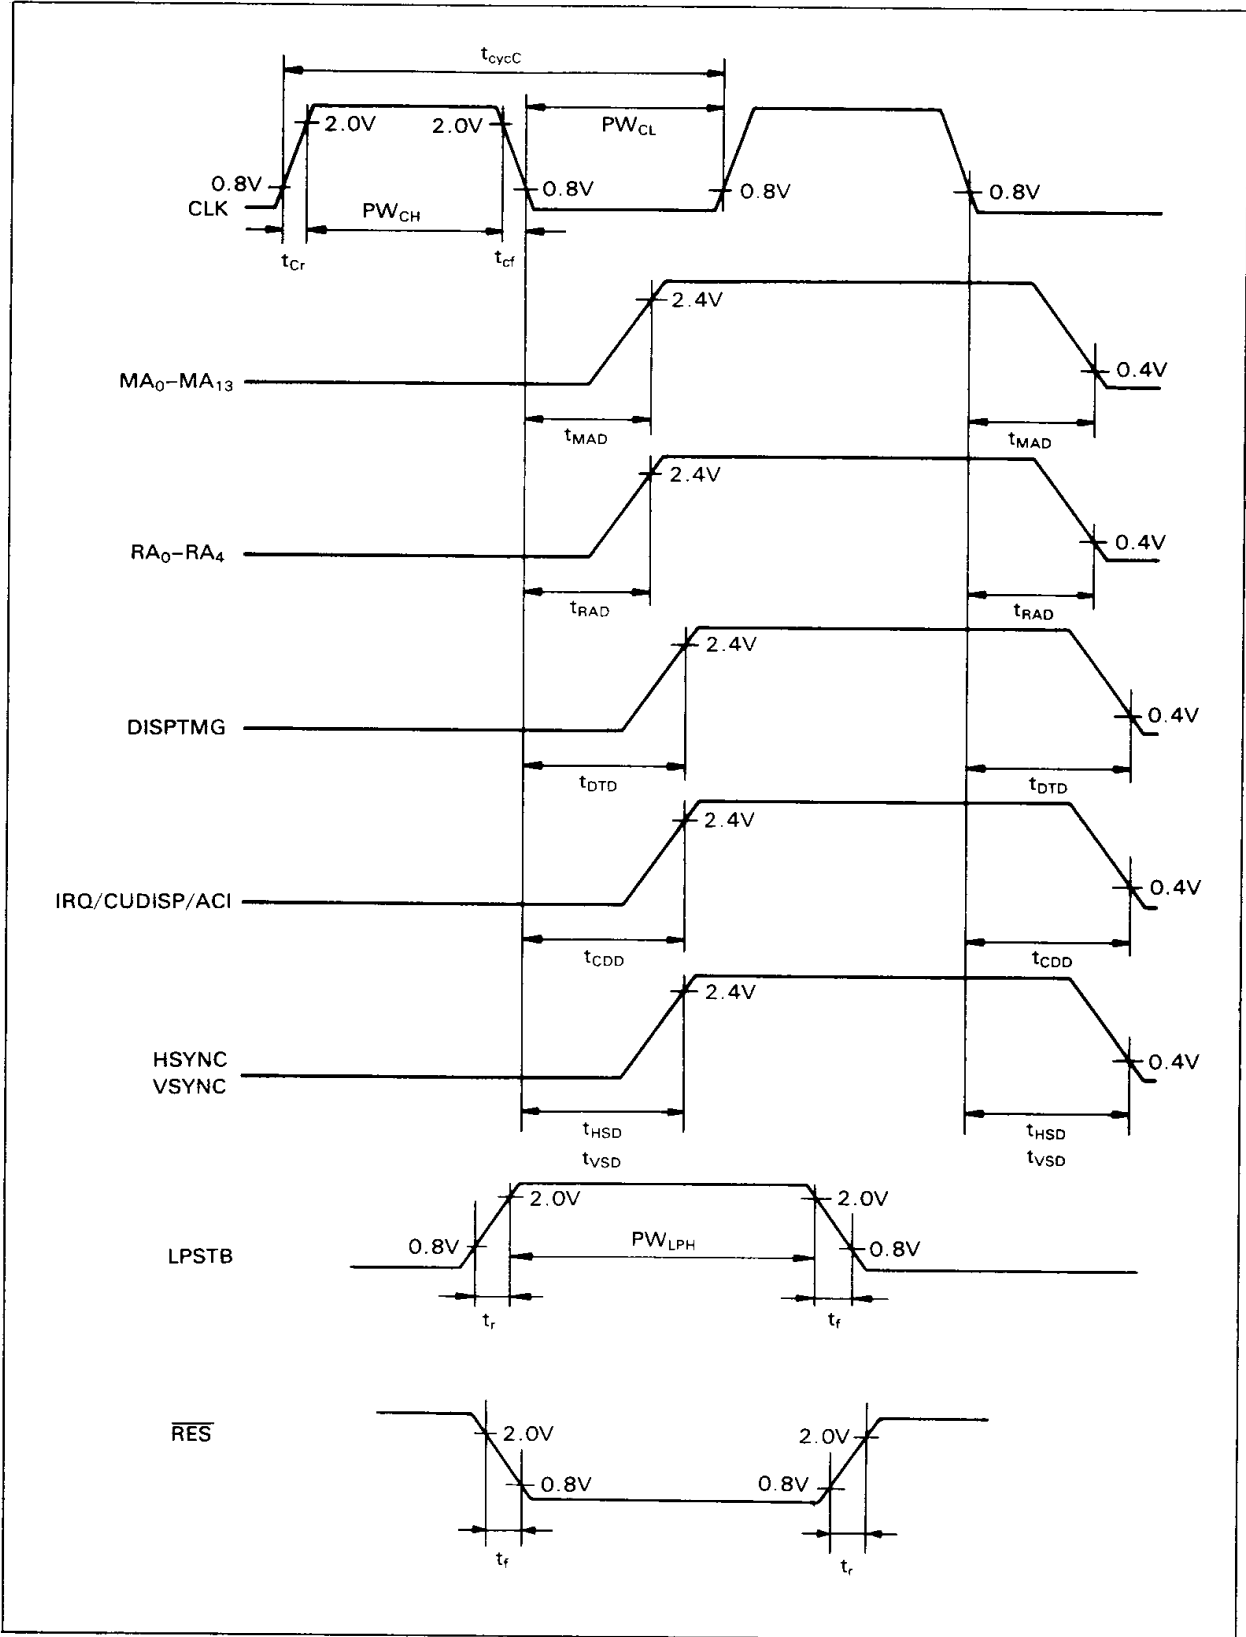 tcycC
2.0V 2.0V PWCL
0.8V 0.8V 0.8V 0.8V
CLK PWCH
tCr tcf
2.4V
MA0–MA13 0.4V
tMAD tMAD
2.4V
RA0–RA4 0.4V
tRAD tRAD
2.4V
DISPTMG 0.4V
tDTD tDTD
2.4V
IRQ/CUDISP/ACI 0.4V
tCDD tCDD
2.4V
HSYNC 0.4V
VSYNC
tHSD tHSD
tVSD tVSD
2.0V 2.0V
LPSTB 0.8V PWLPH 0.8V
tr tf
RES 2.0V 2.0V
0.8V 0.8V
tf tr